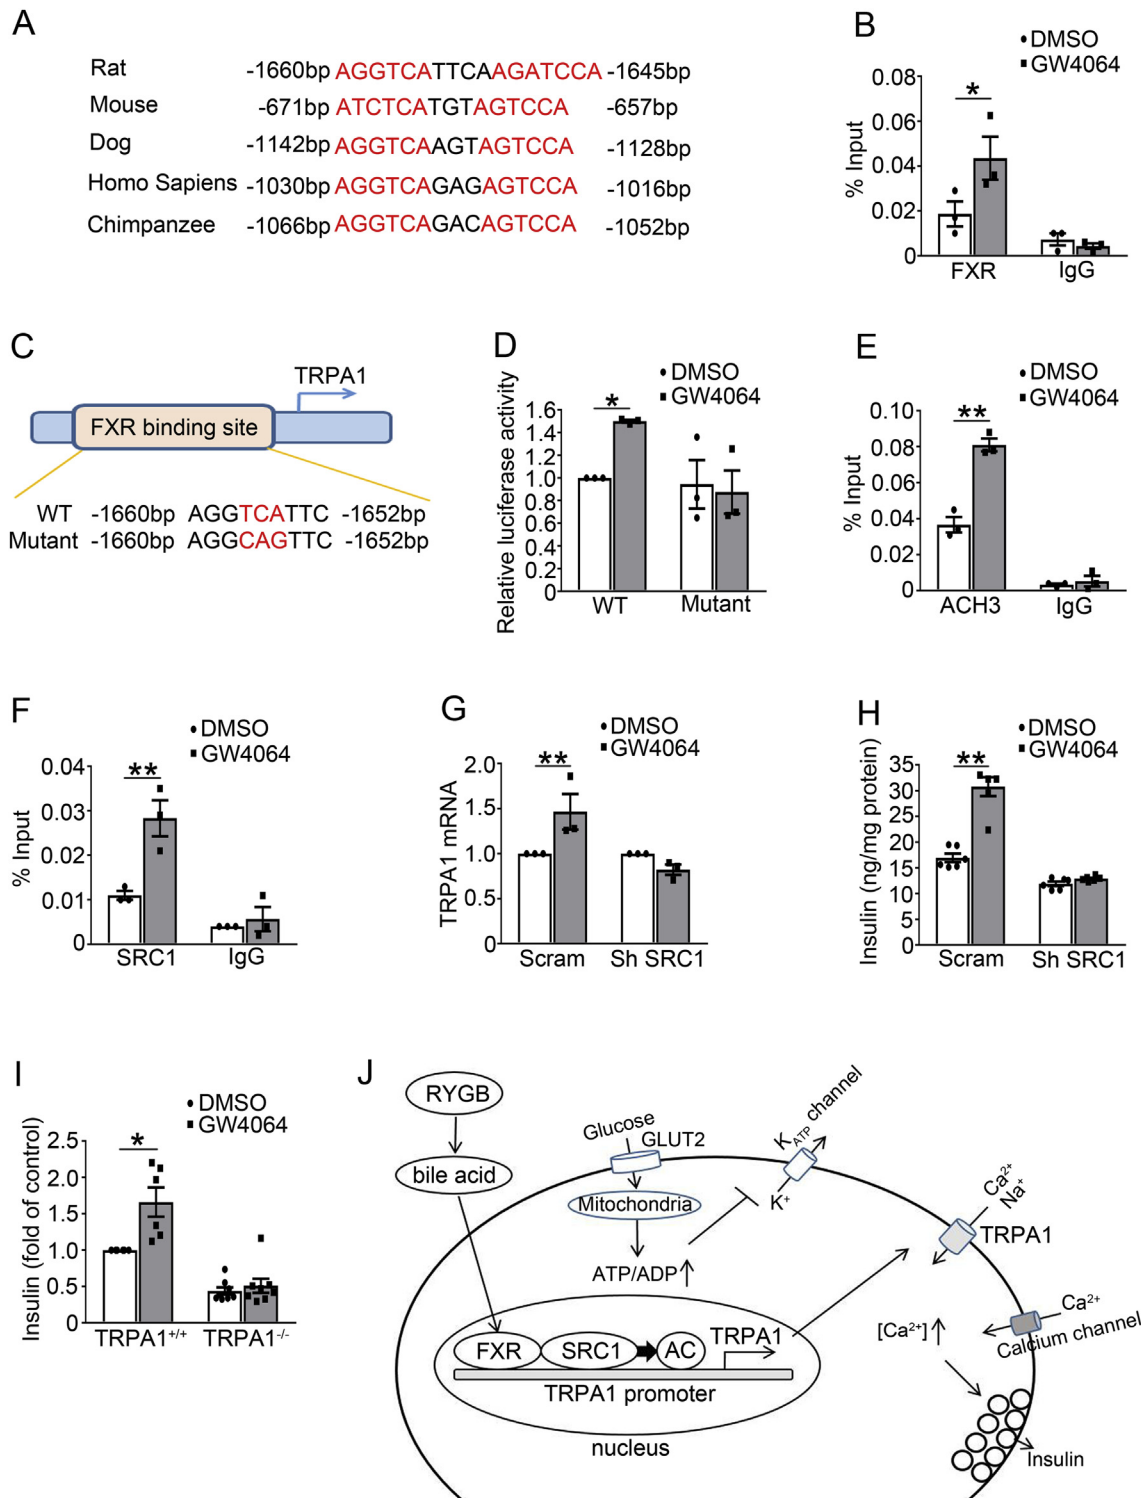 A
Rat -1660bp AGGTCATTCAAGATCCA -1645bp
Mouse -671bp ATCTCATGTAGTCCA -657bp
Dog -1142bp AGGTCAAGTAGTCCA -1128bp
Homo Sapiens -1030bp AGGTCAGAGAGTCCA -1016bp
Chimpanzee -1066bp AGGTCAGACAGTCCA -1052bp
B
DMSO
GW4064
% Input
0.08
0.06
0.04
0.02
0
*
FXR IgG
C
TRPA1
FXR binding site
WT -1660bp AGGTCATTC -1652bp
Mutant -1660bp AGGCAGTTC -1652bp
D
DMSO
GW4064
Relative luciferase activity
1.6
1.4
1.2
1.0
0.8
0.6
0.4
0.2
0
*
WT Mutant
E
DMSO
GW4064
% Input
0.10
0.08
0.06
0.04
0.02
0
**
ACH3 IgG
F
DMSO
GW4064
% Input
0.04
0.03
0.02
0.01
0
**
SRC1 IgG
G
DMSO
GW4064
TRPA1 mRNA
2.0
1.5
1.0
0.5
0
**
Scram Sh SRC1
H
DMSO
GW4064
Insulin (ng/mg protein)
35
30
25
20
15
10
5
0
**
Scram Sh SRC1
I
DMSO
GW4064
Insulin (fold of control)
2.5
2.0
1.5
1.0
0.5
0
*
TRPA1+/+ TRPA1-/-
J
RYGB
bile acid
Glucose
GLUT2
Mitochondria
ATP/ADP
KATP channel
K+
Ca2+
Na+
TRPA1
Ca2+
Calcium channel
[Ca2+]
Insulin
FXR SRC1 AC TRPA1
TRPA1 promoter
nucleus